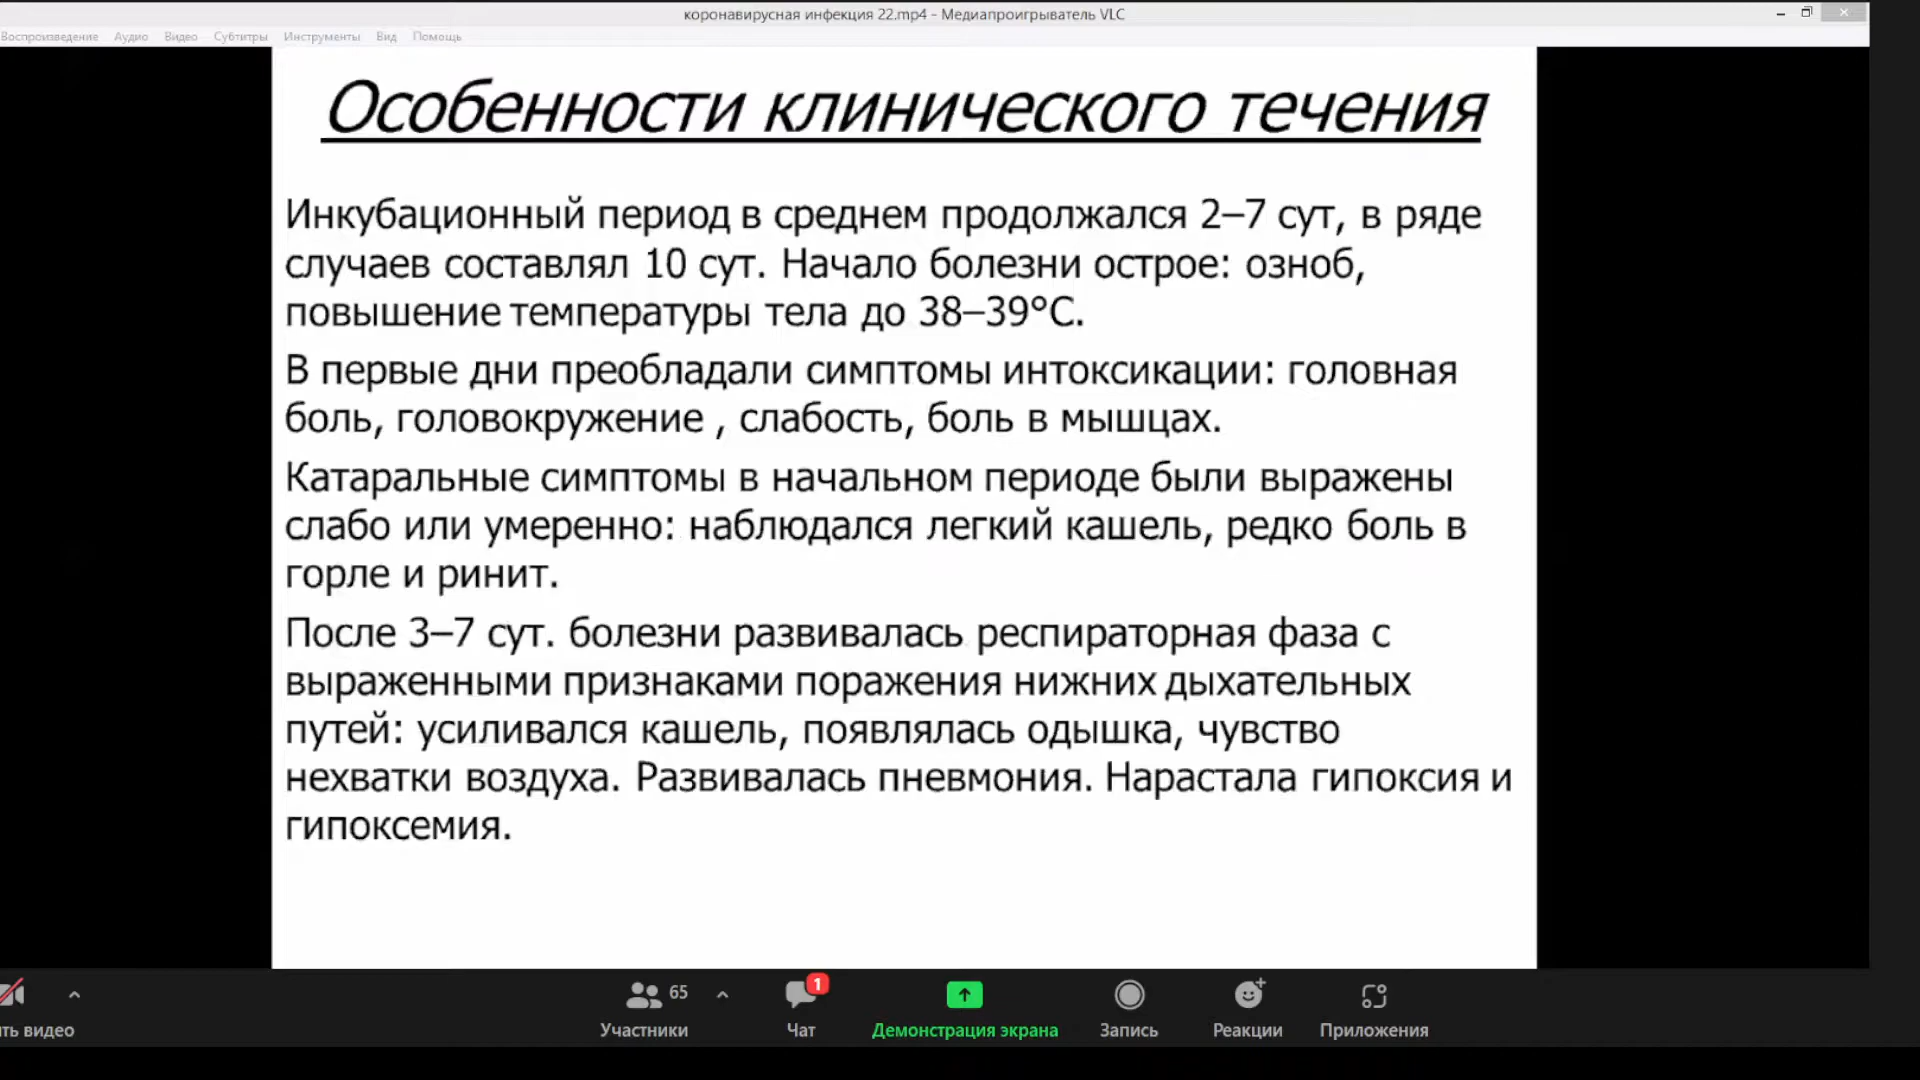 коронавирусная инфекция 22.mp4 - Медиапроигрыватель VLC
Воспроизведение Аудио Видео Субтитры Инструменты Вид Помощь
Особенности клинического течения
Инкубационный период в среднем продолжался 2–7 сут, в ряде
случаев составлял 10 сут. Начало болезни острое: озноб,
повышение температуры тела до 38–39°С.
В первые дни преобладали симптомы интоксикации: головная
боль, головокружение , слабость, боль в мышцах.
Катаральные симптомы в начальном периоде были выражены
слабо или умеренно: наблюдался легкий кашель, редко боль в
горле и ринит.
После 3–7 сут. болезни развивалась респираторная фаза с
выраженными признаками поражения нижних дыхательных
путей: усиливался кашель, появлялась одышка, чувство
нехватки воздуха. Развивалась пневмония. Нарастала гипоксия и
гипоксемия.
65 1
ть видео Участники Чат Демонстрация экрана Запись Реакции Приложения